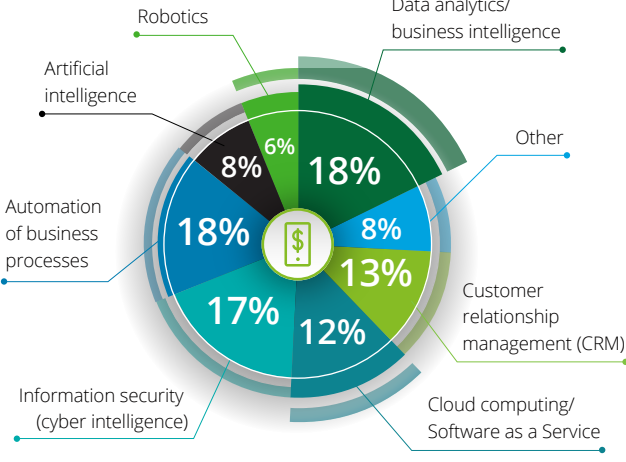 Robotics
Data analytics/
business intelligence
Artificial
intelligence
Other
6%
8%
18%
Automation
of business
processes
18%
8%
13%
17%
12%
Customer
relationship
management (CRM)
$
Information security
(cyber intelligence)
Cloud computing/
Software as a Service